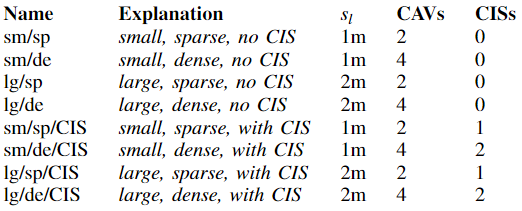 Name Explanation s_l CAVs CISs
sm/sp small, sparse, no CIS 1m 2 0
sm/de small, dense, no CIS 1m 4 0
lg/sp large, sparse, no CIS 2m 2 0
lg/de large, dense, no CIS 2m 4 0
sm/sp/CIS small, sparse, with CIS 1m 2 1
sm/de/CIS small, dense, with CIS 1m 4 2
lg/sp/CIS large, sparse, with CIS 2m 2 1
lg/de/CIS large, dense, with CIS 2m 4 2